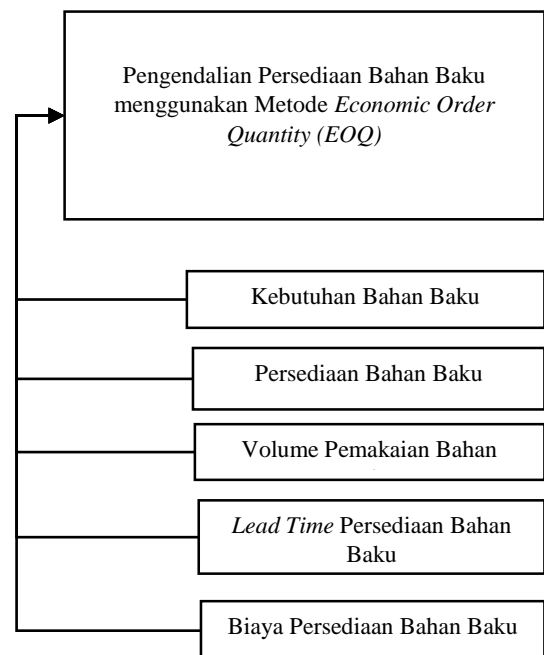 Pengendalian Persediaan Bahan Baku
menggunakan Metode Economic Order
Quantity (EOQ)
Kebutuhan Bahan Baku
Persediaan Bahan Baku
Volume Pemakaian Bahan
Lead Time Persediaan Bahan
Baku
Biaya Persediaan Bahan Baku